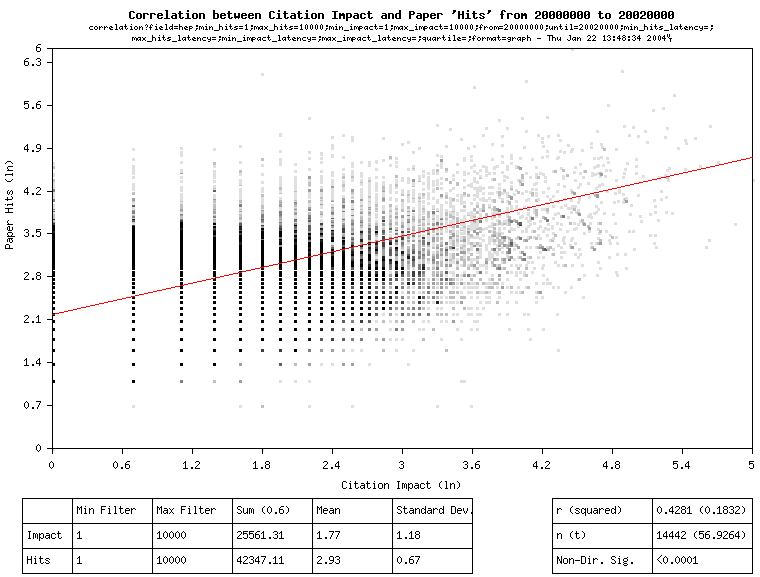 Correlation between Citation Impact and Paper 'Hits' from 20000000 to 20020000
correlation?field=hep;min_hits=1;max_hits=10000;min_impact=1;max_impact=10000;from=20000000;until=20020000;min_hits_latency=;
max_hits_latency=;min_impact_latency=;max_impact_latency=;quartile=;format=graph - Thu Jan 22 13:48:34 2004
6
6.3
5.6
4.9
4.2
3.5
2.8
2.1
1.4
0.7
0
Paper Hits (ln)
0 0.6 1.2 1.8 2.4 3 3.6 4.2 4.8 5.4 5
Citation Impact (ln)
Min Filter Max Filter Sum (0.6) Mean Standard Dev.
Impact 1 10000 25561.31 1.77 1.18
Hits 1 10000 42347.11 2.93 0.67
r (squared) 0.4281 (0.1832)
n (t) 14442 (56.9264)
Non-Dir. Sig. <0.0001